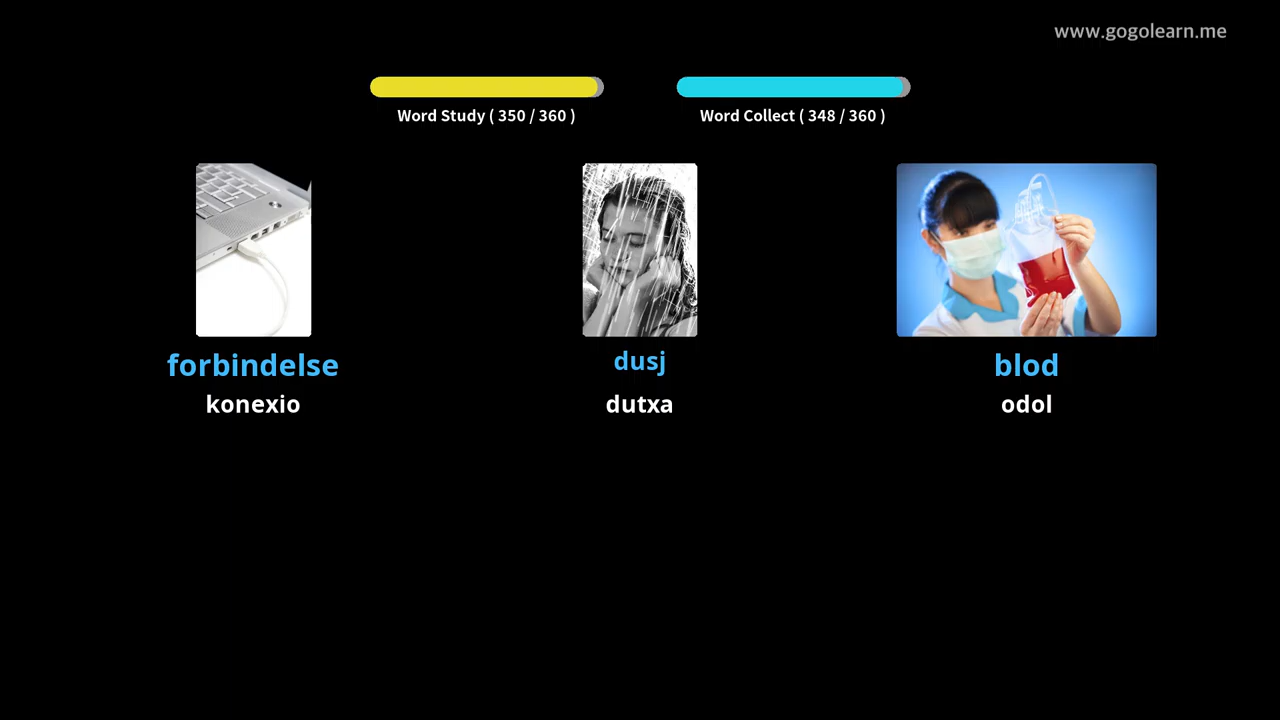 www.gogolearn.me
Word Study ( 350 / 360 )
Word Collect ( 348 / 360 )
forbindelse
dusj
blod
konexio
dutxa
odol